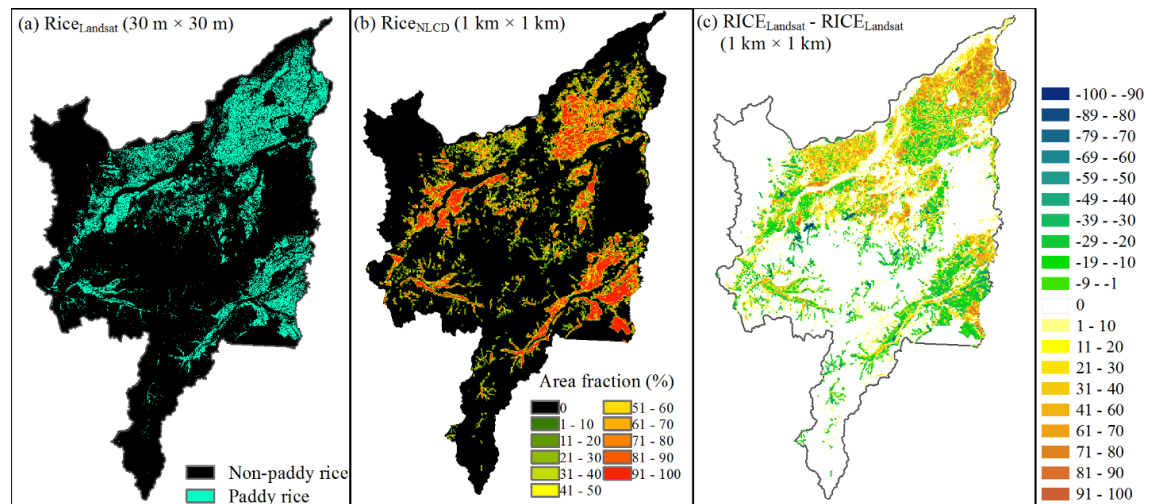 (a) Rice_Landsat (30 m × 30 m)
Non-paddy rice
Paddy rice
(b) Rice_NLCD (1 km × 1 km)
Area fraction (%)
0
1 - 10
11 - 20
21 - 30
31 - 40
41 - 50
51 - 60
61 - 70
71 - 80
81 - 90
91 - 100
(c) RICE_Landsat - RICE_Landsat
(1 km × 1 km)
-100 - -90
-89 - -80
-79 - -70
-69 - -60
-59 - -50
-49 - -40
-39 - -30
-29 - -20
-19 - -10
-9 - -1
0
1 - 10
11 - 20
21 - 30
31 - 40
41 - 60
61 - 70
71 - 80
81 - 90
91 - 100